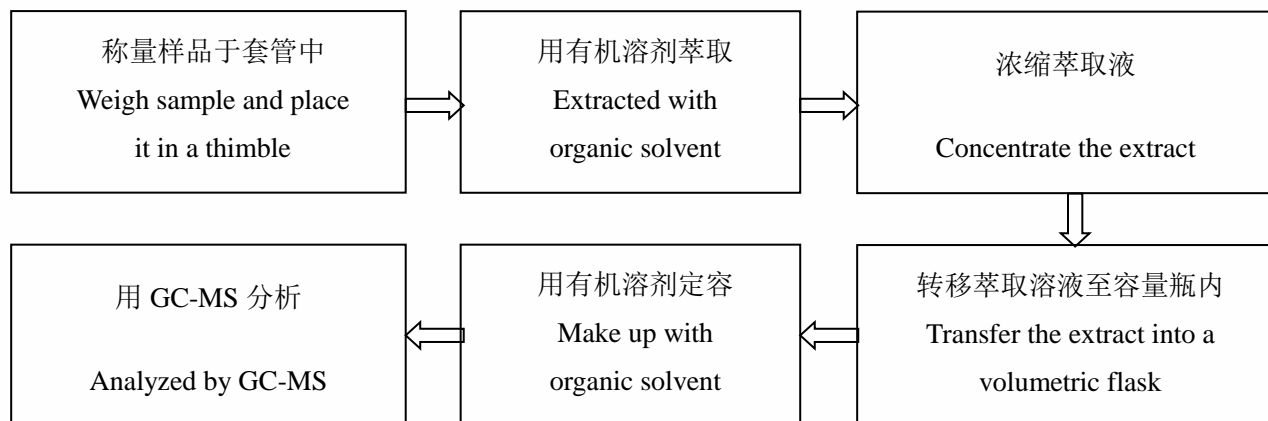 称量样品于套管中
Weigh sample and place
it in a thimble
用有机溶剂萃取
Extracted with
organic solvent
浓缩萃取液
Concentrate the extract
转移萃取溶液至容量瓶内
Transfer the extract into a
volumetric flask
用有机溶剂定容
Make up with
organic solvent
用 GC-MS 分析
Analyzed by GC-MS